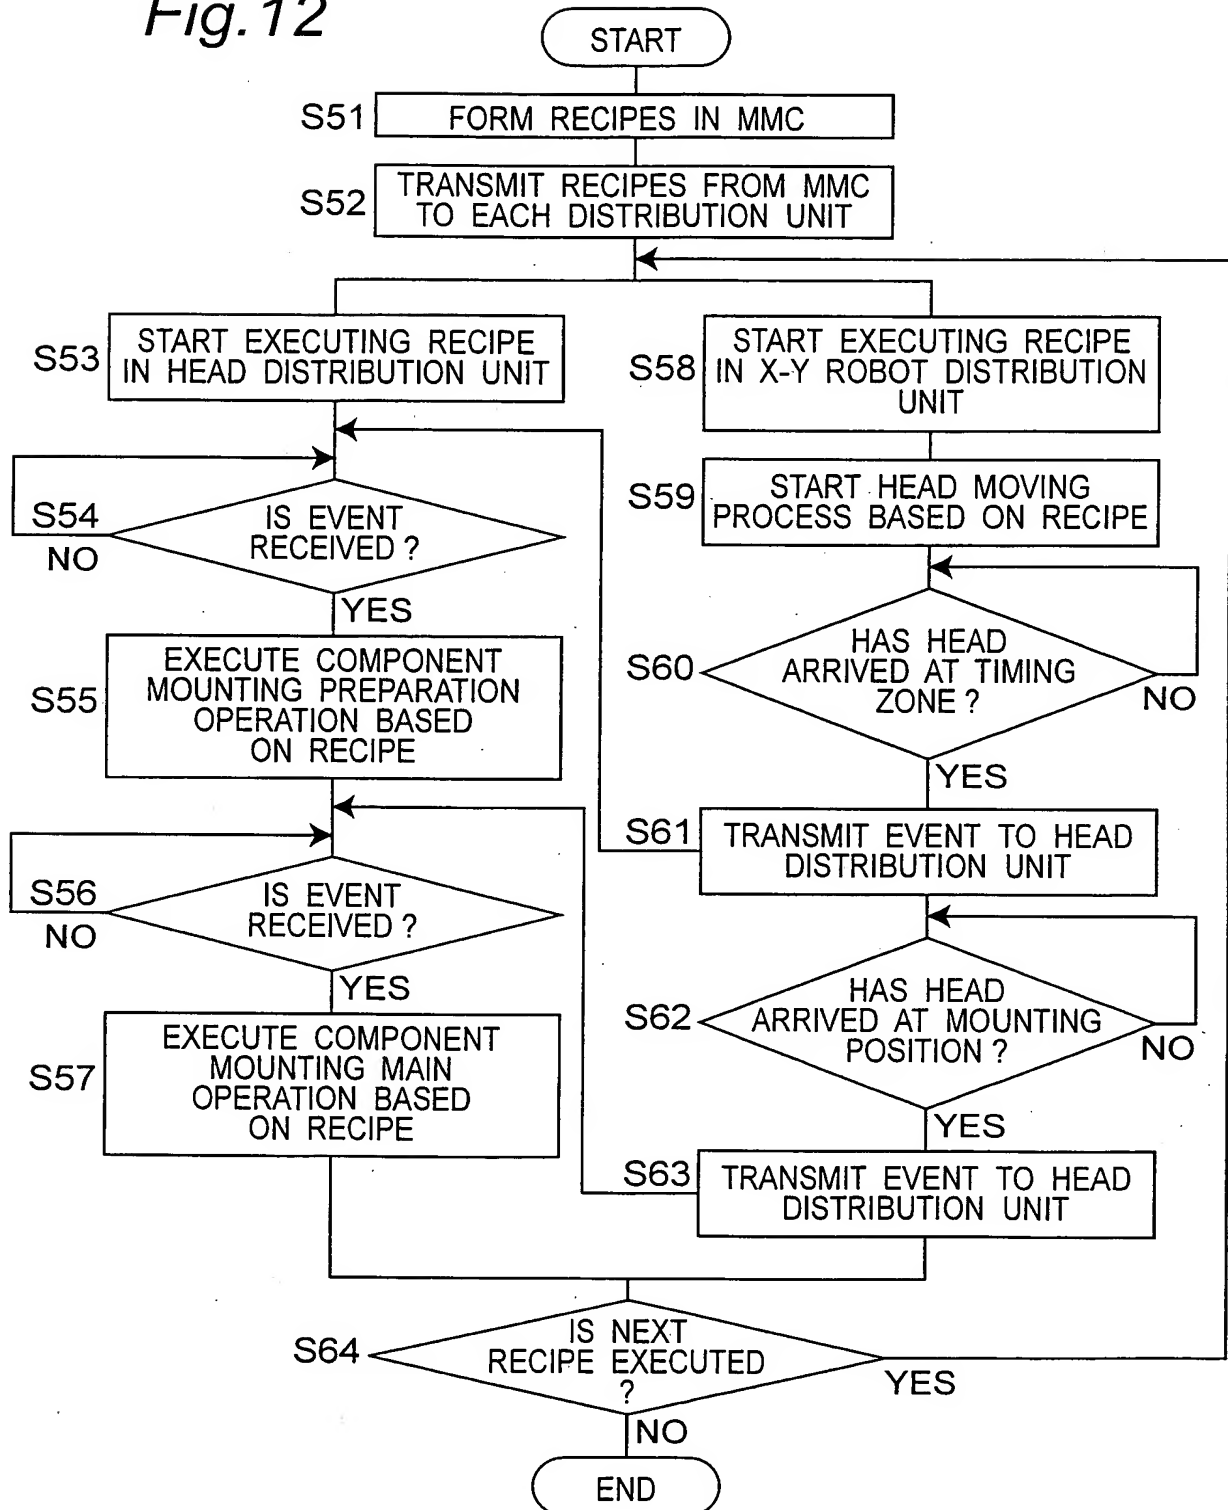 Fig.12
START
S51
FORM RECIPES IN MMC
S52
TRANSMIT RECIPES FROM MMC
TO EACH DISTRIBUTION UNIT
S53
START EXECUTING RECIPE
IN HEAD DISTRIBUTION UNIT
S54
NO
IS EVENT
RECEIVED ?
YES
S55
EXECUTE COMPONENT
MOUNTING PREPARATION
OPERATION BASED
ON RECIPE
S56
NO
IS EVENT
RECEIVED ?
YES
S57
EXECUTE COMPONENT
MOUNTING MAIN
OPERATION BASED
ON RECIPE
S58
START EXECUTING RECIPE
IN X-Y ROBOT DISTRIBUTION
UNIT
S59
START HEAD MOVING
PROCESS BASED ON RECIPE
S60
HAS HEAD
ARRIVED AT TIMING
ZONE ?
NO
YES
S61
TRANSMIT EVENT TO HEAD
DISTRIBUTION UNIT
S62
HAS HEAD
ARRIVED AT MOUNTING
POSITION ?
NO
YES
S63
TRANSMIT EVENT TO HEAD
DISTRIBUTION UNIT
S64
IS NEXT
RECIPE EXECUTED
?
YES
NO
END